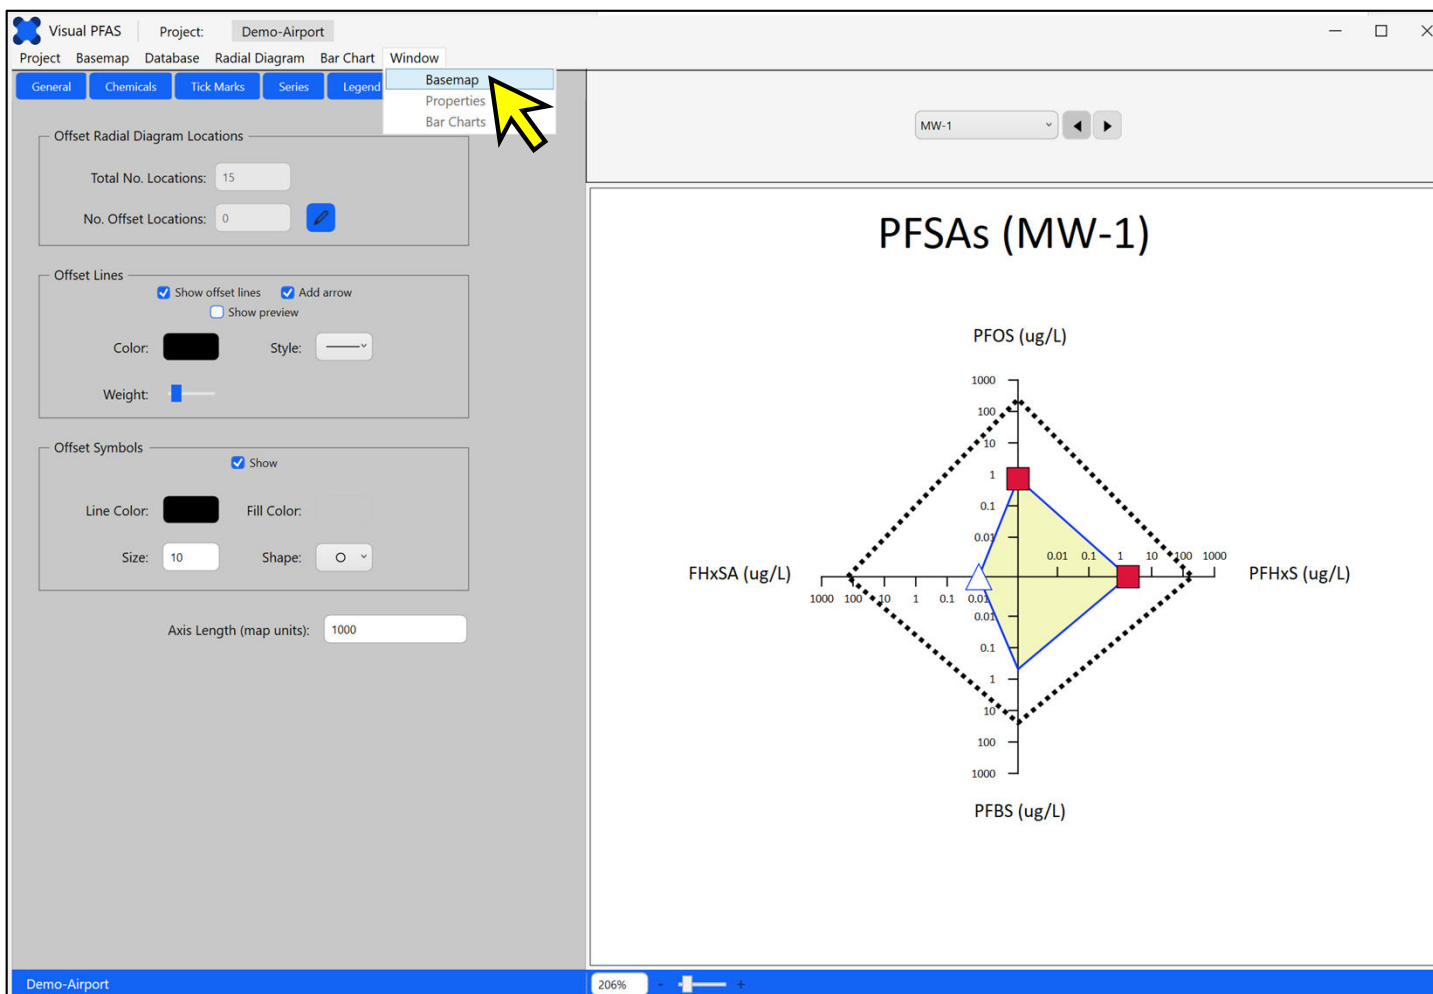 Visual PFAS Project: Demo-Airport
Project Basemap Database Radial Diagram Bar Chart Window
Basemap
Properties
Bar Charts
General Chemicals Tick Marks Series Legend
MW-1
Offset Radial Diagram Locations
Total No. Locations: 15
No. Offset Locations: 0
Offset Lines
Show offset lines Add arrow
Show preview
Color: Style:
Weight:
Offset Symbols
Show
Line Color: Fill Color:
Size: 10 Shape:
Axis Length (map units): 1000
PFSAs (MW-1)
PFOS (ug/L)
1000
100
10
1
0.1
0.01
0.01 0.1 1 10 100 1000
FHxSA (ug/L) PFHxS (ug/L)
1000 100 10 1 0.1 0.01
0.01
0.1
1
10
100
1000
PFBS (ug/L)
Demo-Airport 206% - +